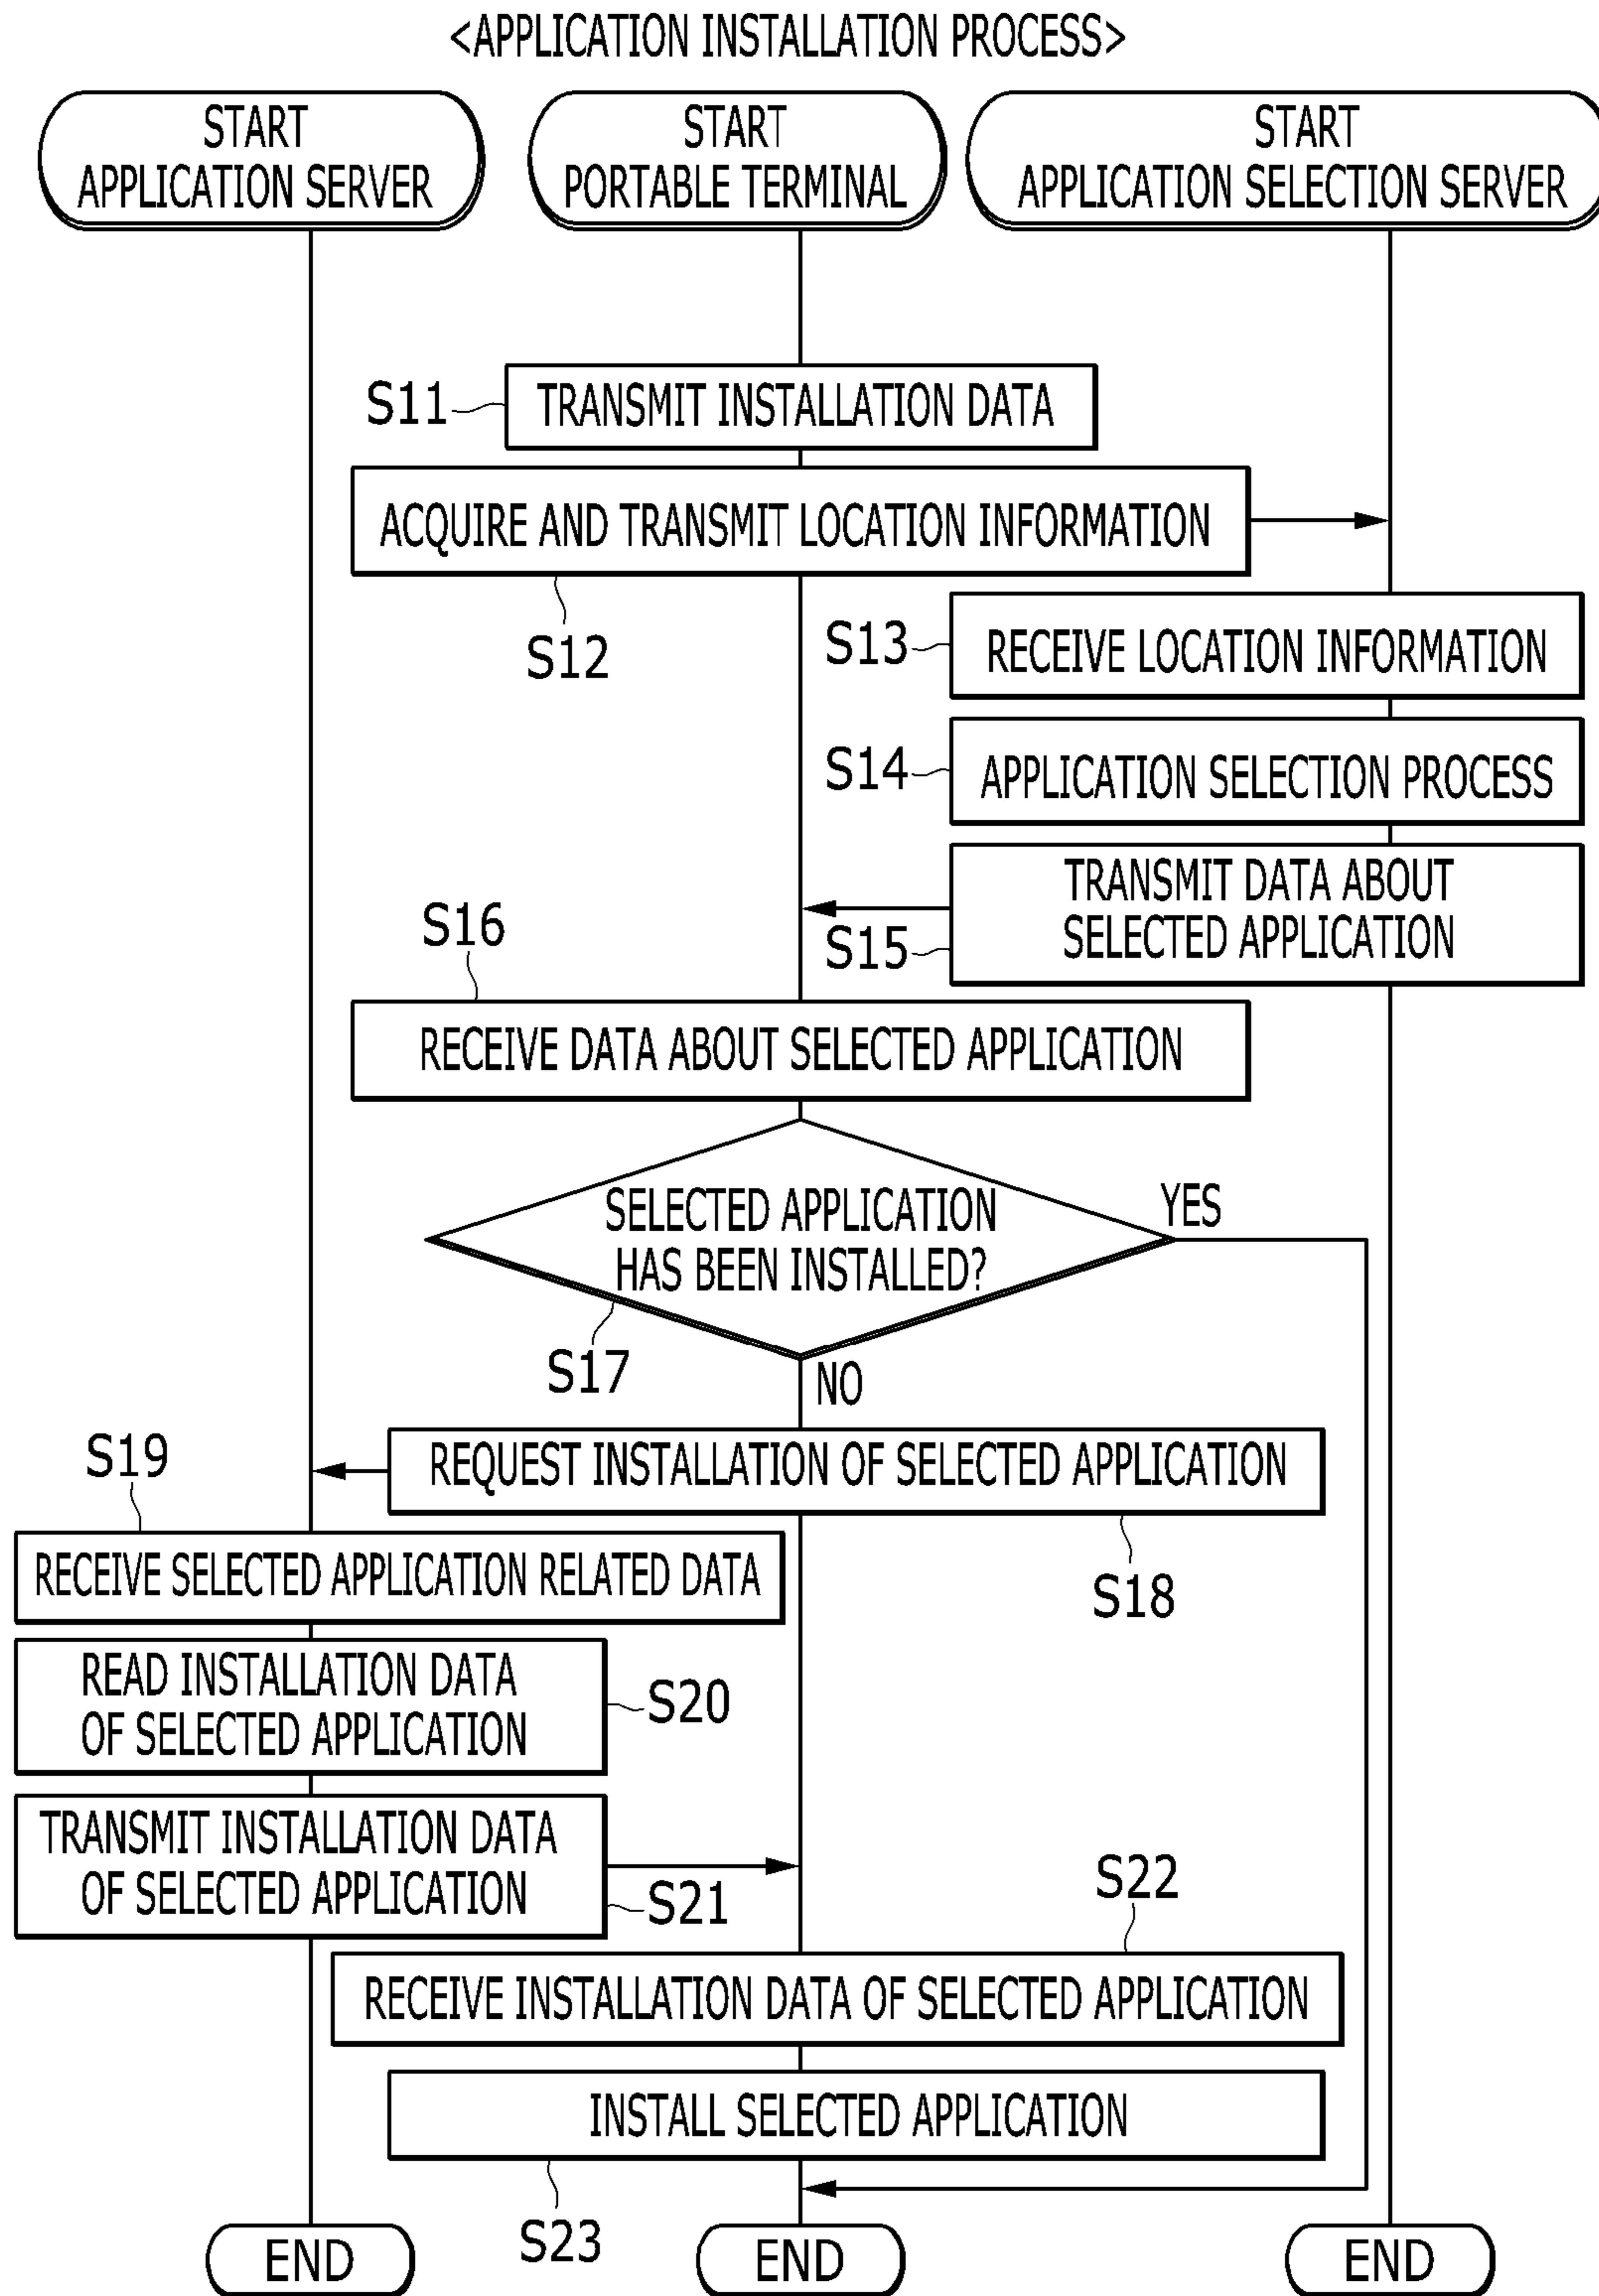 <APPLICATION INSTALLATION PROCESS>
START
APPLICATION SERVER
START
PORTABLE TERMINAL
START
APPLICATION SELECTION SERVER
S11
TRANSMIT INSTALLATION DATA
ACQUIRE AND TRANSMIT LOCATION INFORMATION
S12
S13
RECEIVE LOCATION INFORMATION
S14
APPLICATION SELECTION PROCESS
TRANSMIT DATA ABOUT
SELECTED APPLICATION
S15
S16
RECEIVE DATA ABOUT SELECTED APPLICATION
SELECTED APPLICATION
HAS BEEN INSTALLED?
YES
S17
NO
REQUEST INSTALLATION OF SELECTED APPLICATION
S18
S19
RECEIVE SELECTED APPLICATION RELATED DATA
READ INSTALLATION DATA
OF SELECTED APPLICATION
S20
TRANSMIT INSTALLATION DATA
OF SELECTED APPLICATION
S21
S22
RECEIVE INSTALLATION DATA OF SELECTED APPLICATION
INSTALL SELECTED APPLICATION
S23
END
END
END